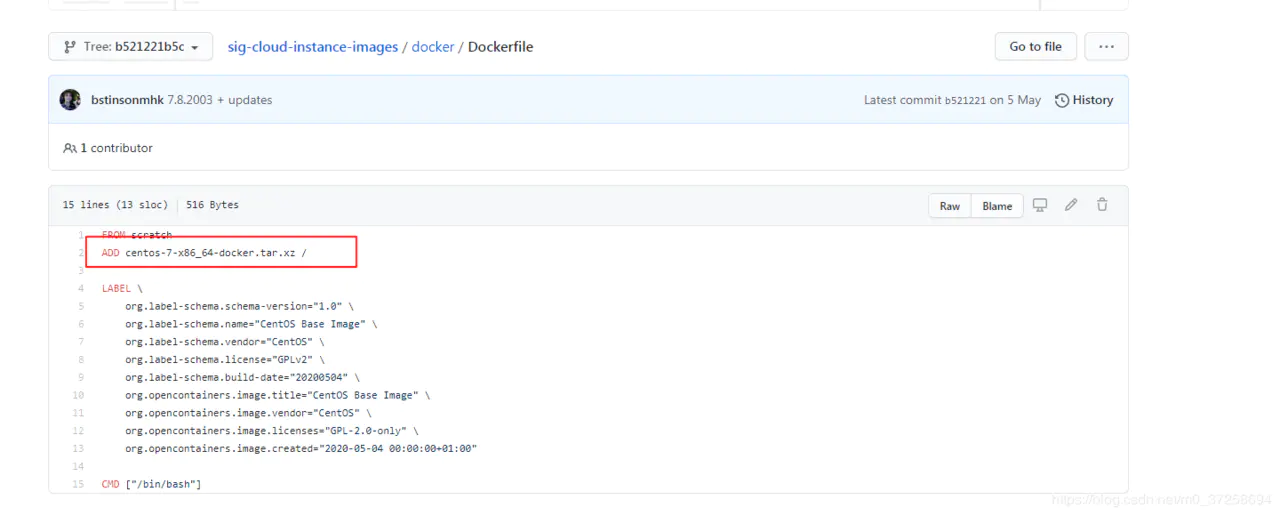 Tree: b521221b5c
sig-cloud-instance-images / docker / Dockerfile
Go to file
...
bstinsonmhk 7.8.2003 + updates
Latest commit b521221 on 5 May
History
1 contributor
15 lines (13 sloc) | 516 Bytes
Raw
Blame
1 FROM scratch
2 ADD centos-7-x86_64-docker.tar.xz /
3
4 LABEL \
5 org.label-schema.schema-version="1.0" \
6 org.label-schema.name="CentOS Base Image" \
7 org.label-schema.vendor="CentOS" \
8 org.label-schema.license="GPLv2" \
9 org.label-schema.build-date="20200504" \
10 org.opencontainers.image.title="CentOS Base Image" \
11 org.opencontainers.image.vendor="CentOS" \
12 org.opencontainers.image.licenses="GPL-2.0-only" \
13 org.opencontainers.image.created="2020-05-04 00:00:00+01:00"
14
15 CMD ["/bin/bash"]
https://blog.csdn.net/m0_37258694